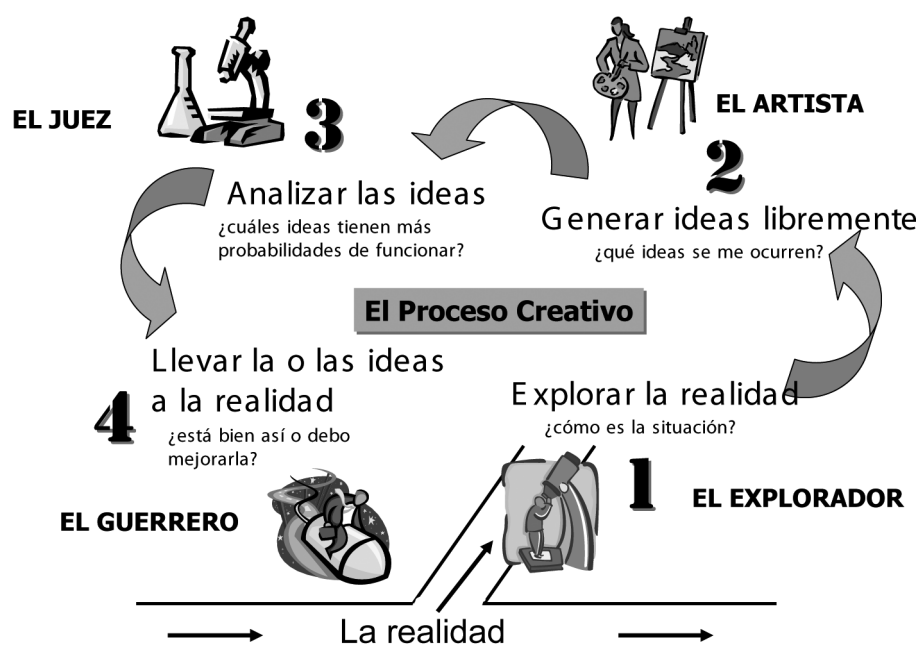 El Proceso Creativo
1
EL EXPLORADOR
Explorar la realidad
¿cómo es la situación?
EL ARTISTA
2
Generar ideas libremente
¿qué ideas se me ocurren?
EL JUEZ
3
Analizar las ideas
¿cuáles ideas tienen más
probabilidades de funcionar?
Llevar la o las ideas
a la realidad
4
¿está bien así o debo
mejorarla?
EL GUERRERO
La realidad